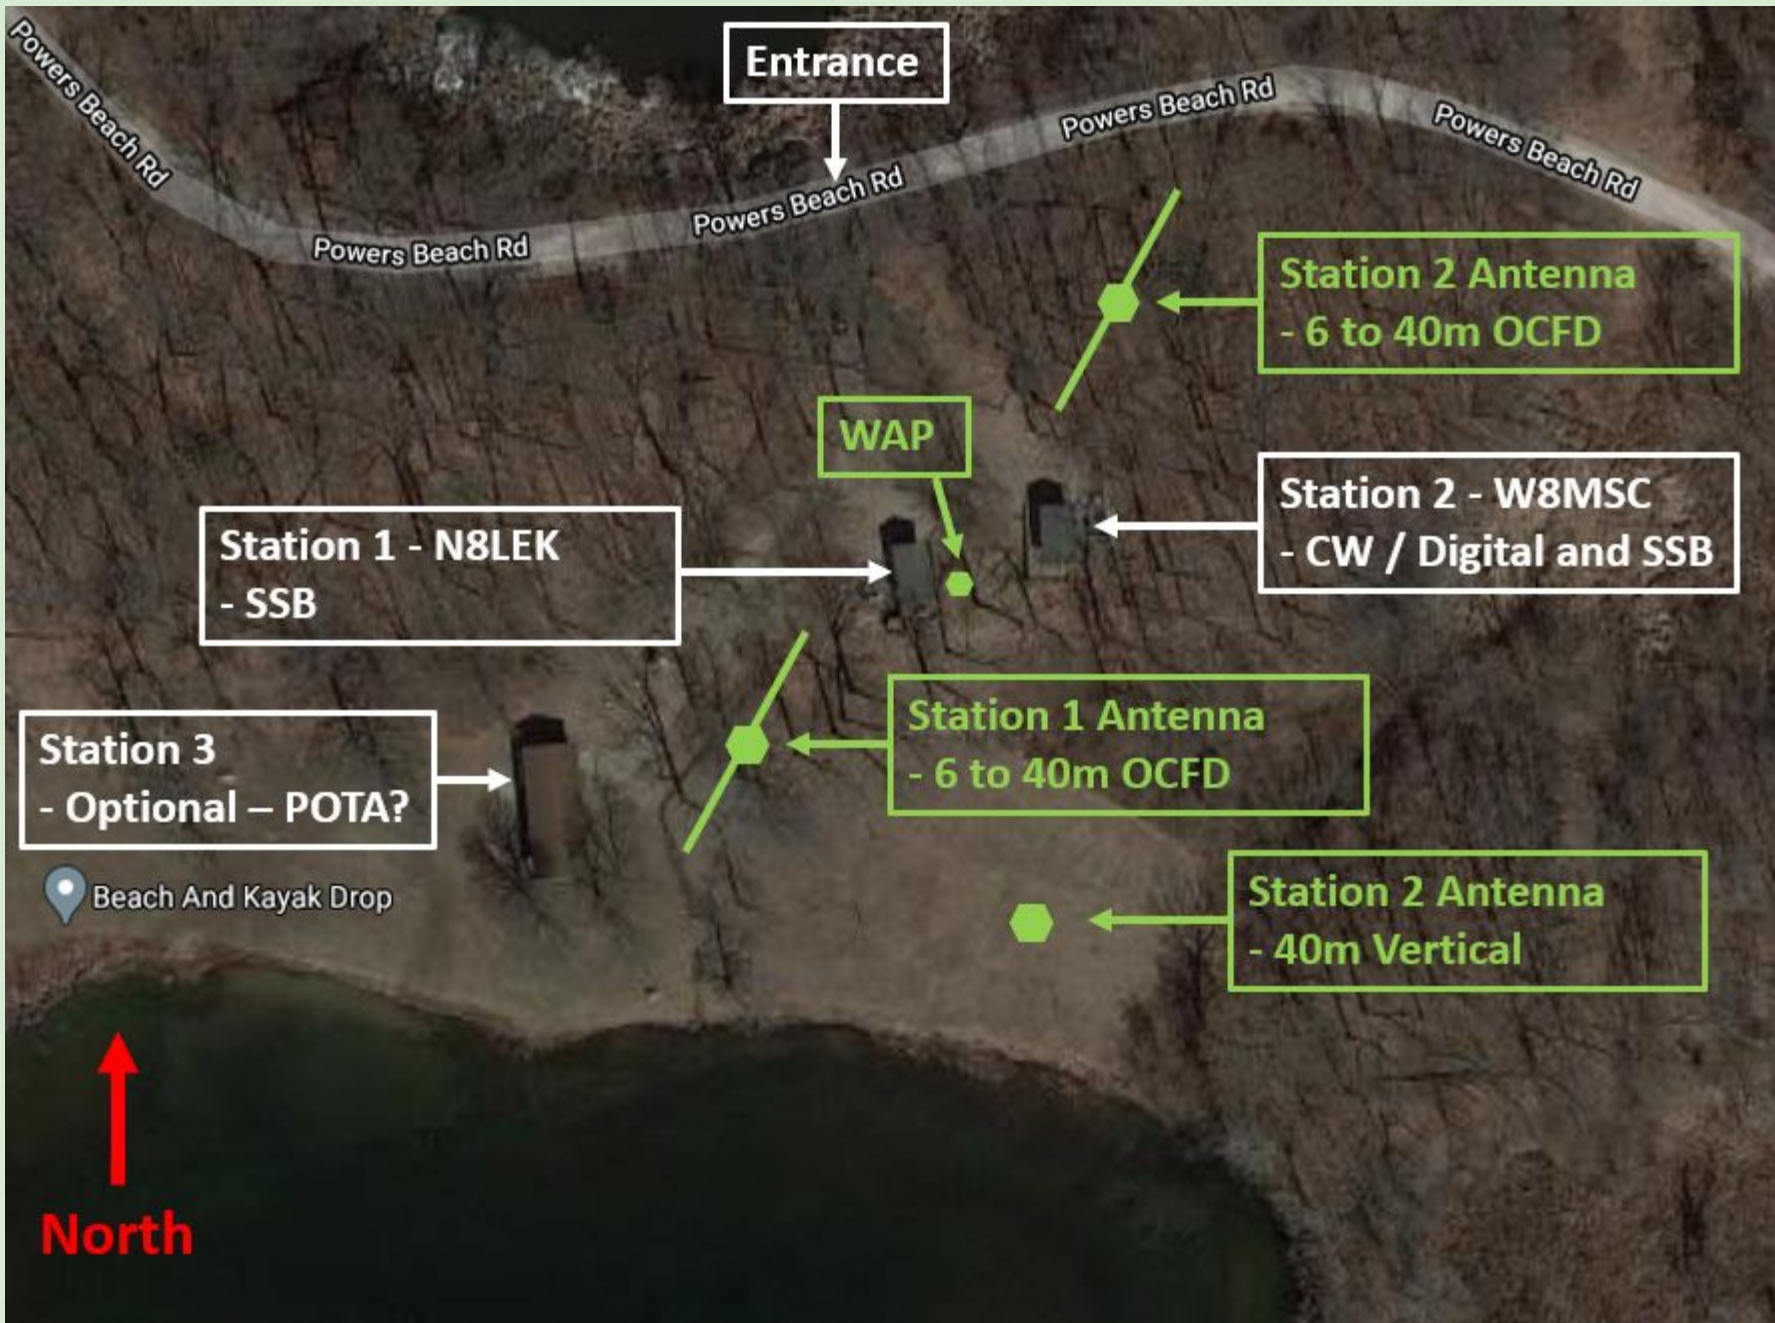 Entrance
Powers Beach Rd
Powers Beach Rd
Powers Beach Rd
Powers Beach Rd
Powers Beach Rd
Station 2 Antenna
- 6 to 40m OCFD
WAP
Station 2 - W8MSC
- CW / Digital and SSB
Station 1 - N8LEK
- SSB
Station 1 Antenna
- 6 to 40m OCFD
Station 3
- Optional – POTA?
Beach And Kayak Drop
Station 2 Antenna
- 40m Vertical
North